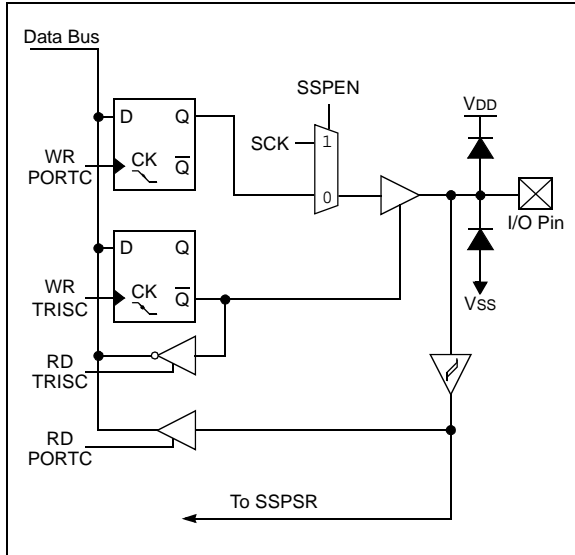 Data Bus
SSPEN
VDD
D Q
SCK
1
WR
PORTC
CK
Q
0
I/O Pin
D Q
WR
TRISC
CK
Q
VSS
RD
TRISC
RD
PORTC
To SSPSR